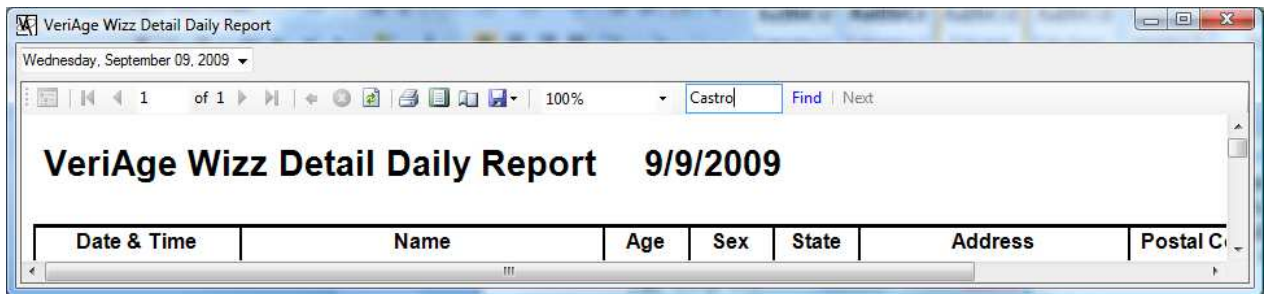 VeriAge Wizz Detail Daily Report
Wednesday, September 09, 2009
1 of 1 100% Castro Find | Next
VeriAge Wizz Detail Daily Report 9/9/2009
Date & Time Name Age Sex State Address Postal C